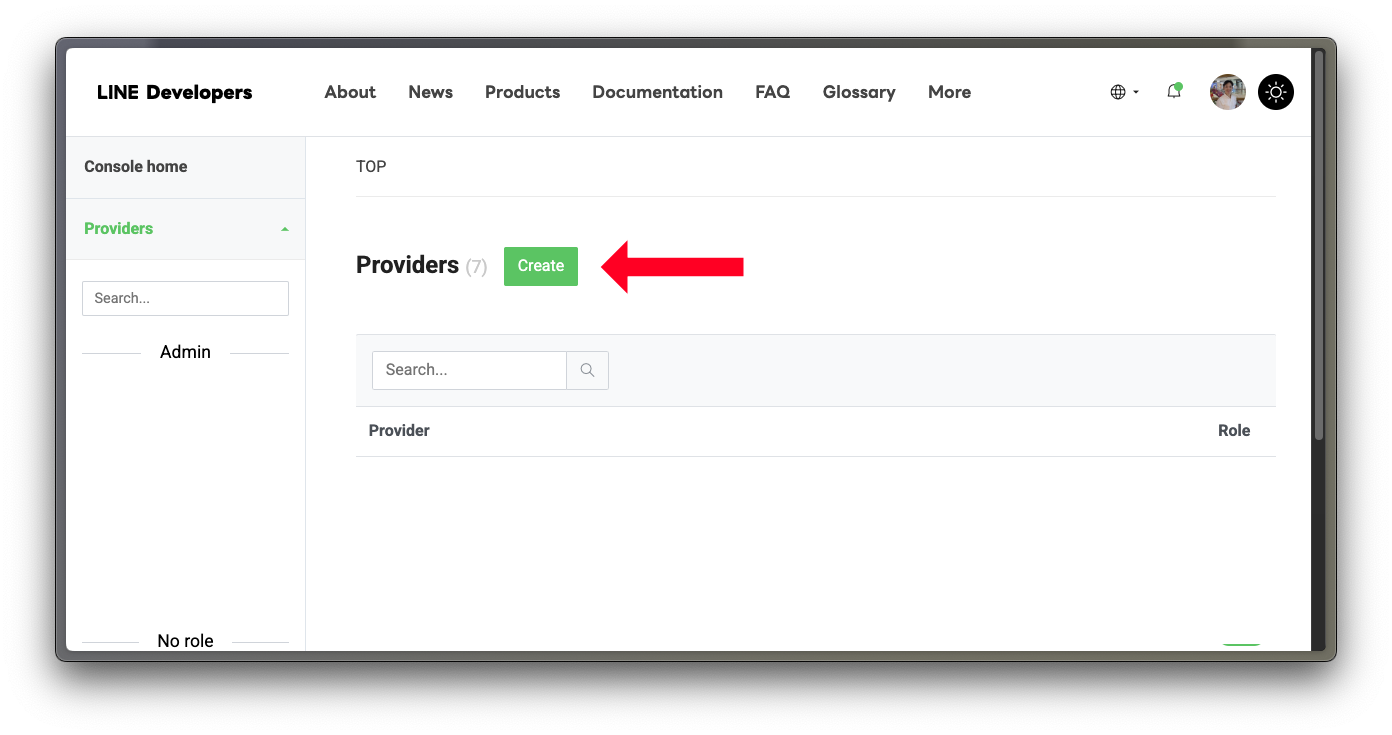 LINE Developers
About News Products Documentation FAQ Glossary More
Console home
TOP
Providers
Providers (7) Create
Search...
Admin
Search...
Provider Role
No role